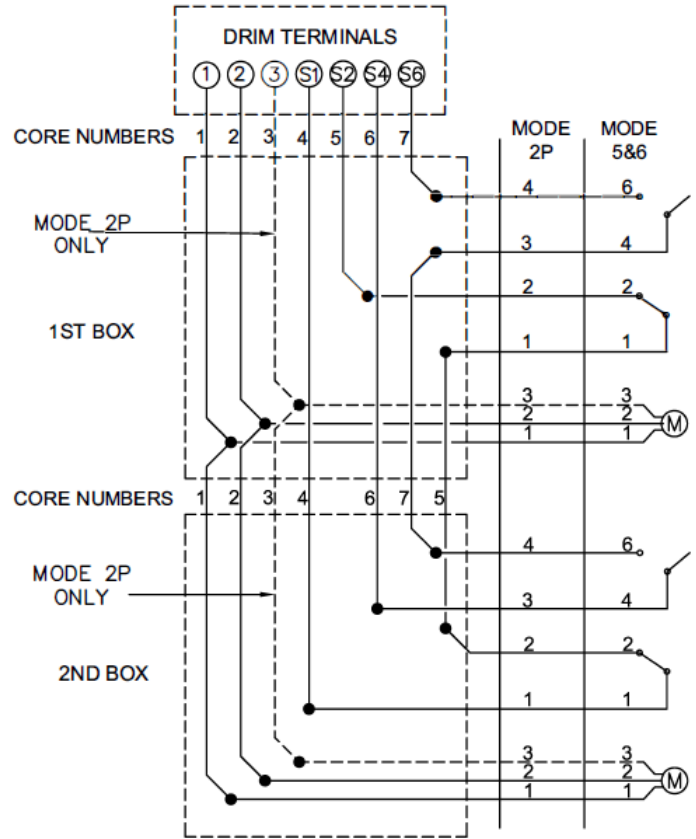 DRIM TERMINALS
1 2 3 S1 S2 S4 S6
CORE NUMBERS 1 2 3 4 5 6 7
MODE 2P
MODE 5&6
4 6
MODE 2P
ONLY
3 4
2 2
1ST BOX
1 1
3 3
2 2
M
1 1
CORE NUMBERS 1 2 3 4 6 7 5
4 6
MODE 2P
ONLY
3 4
2 2
2ND BOX
1 1
3 3
2 2
M
1 1